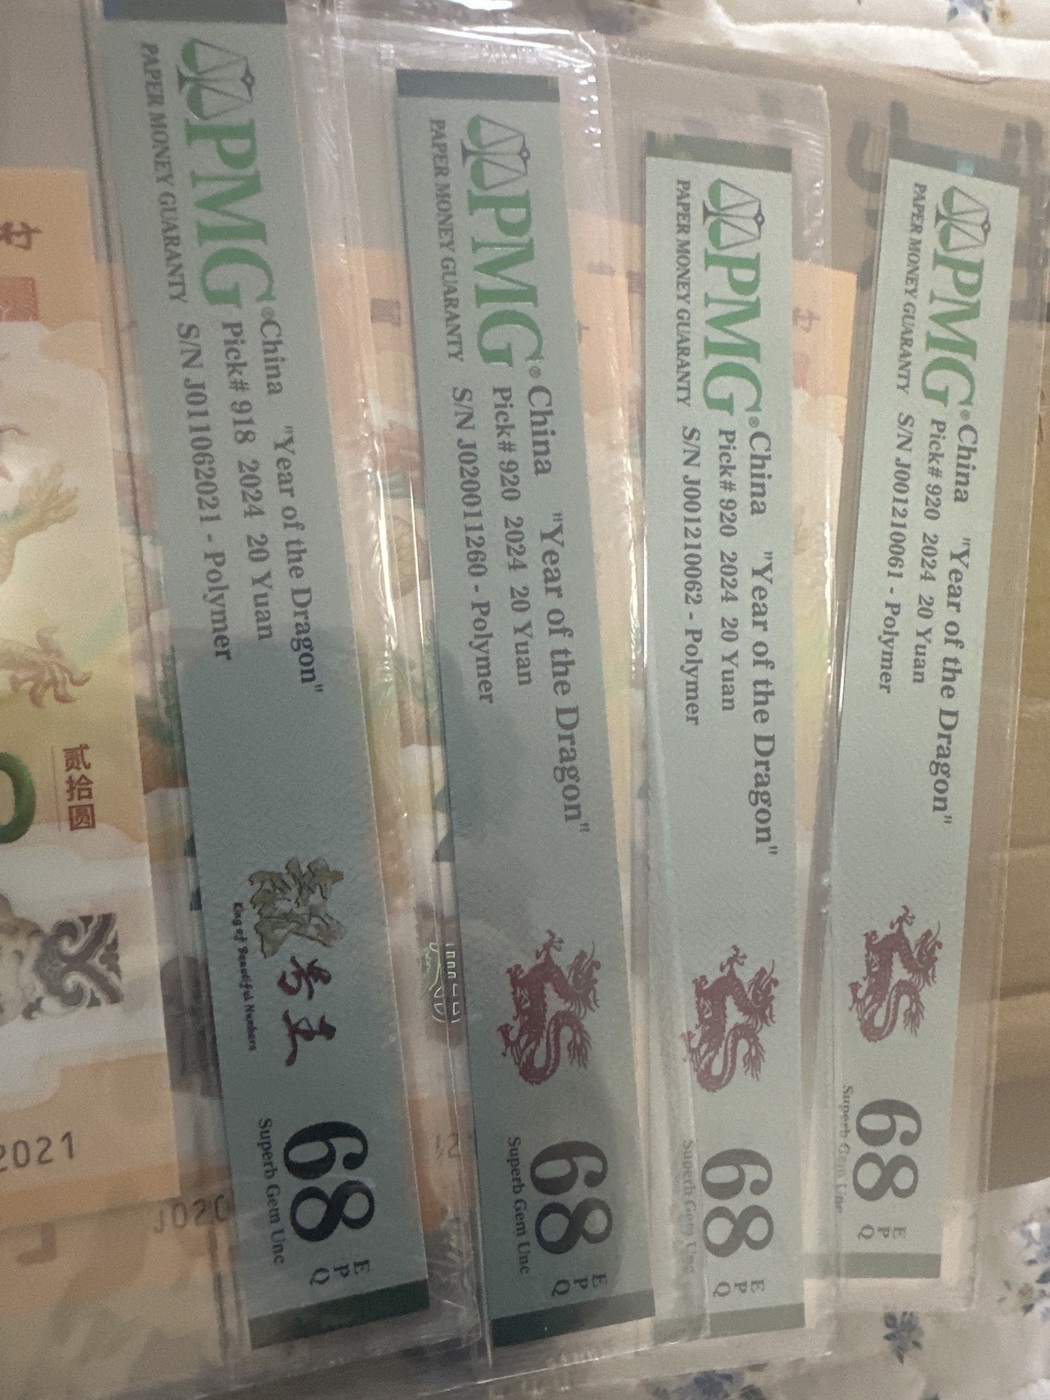 PMG®
PAPER MONEY GUARANTY
China "Year of the Dragon"
Pick# 918 2024 20 Yuan
S/N J011062021 - Polymer
King of Beautiful Numbers
68
EPQ
Superb Gem Unc
PMG®
PAPER MONEY GUARANTY
China "Year of the Dragon"
Pick# 920 2024 20 Yuan
S/N J020011260 - Polymer
68
EPQ
Superb Gem Unc
PMG®
PAPER MONEY GUARANTY
China "Year of the Dragon"
Pick# 920 2024 20 Yuan
S/N J001210062 - Polymer
68
EPQ
Superb Gem Unc
PMG®
PAPER MONEY GUARANTY
China "Year of the Dragon"
Pick# 920 2024 20 Yuan
S/N J001210061 - Polymer
68
EPQ
Superb Gem Unc
贰拾圆
2021
J020